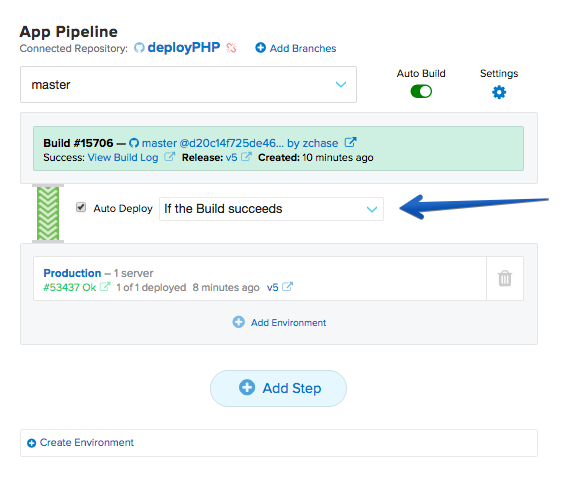 App Pipeline
Connected Repository: deployPHP Add Branches
master
Auto Build
Settings
Build #15706 — master @d20c14f725de46... by zchase
Success: View Build Log Release: v5 Created: 10 minutes ago
Auto Deploy If the Build succeeds
Production – 1 server
#53437 Ok 1 of 1 deployed 8 minutes ago v5
Add Environment
Add Step
Create Environment